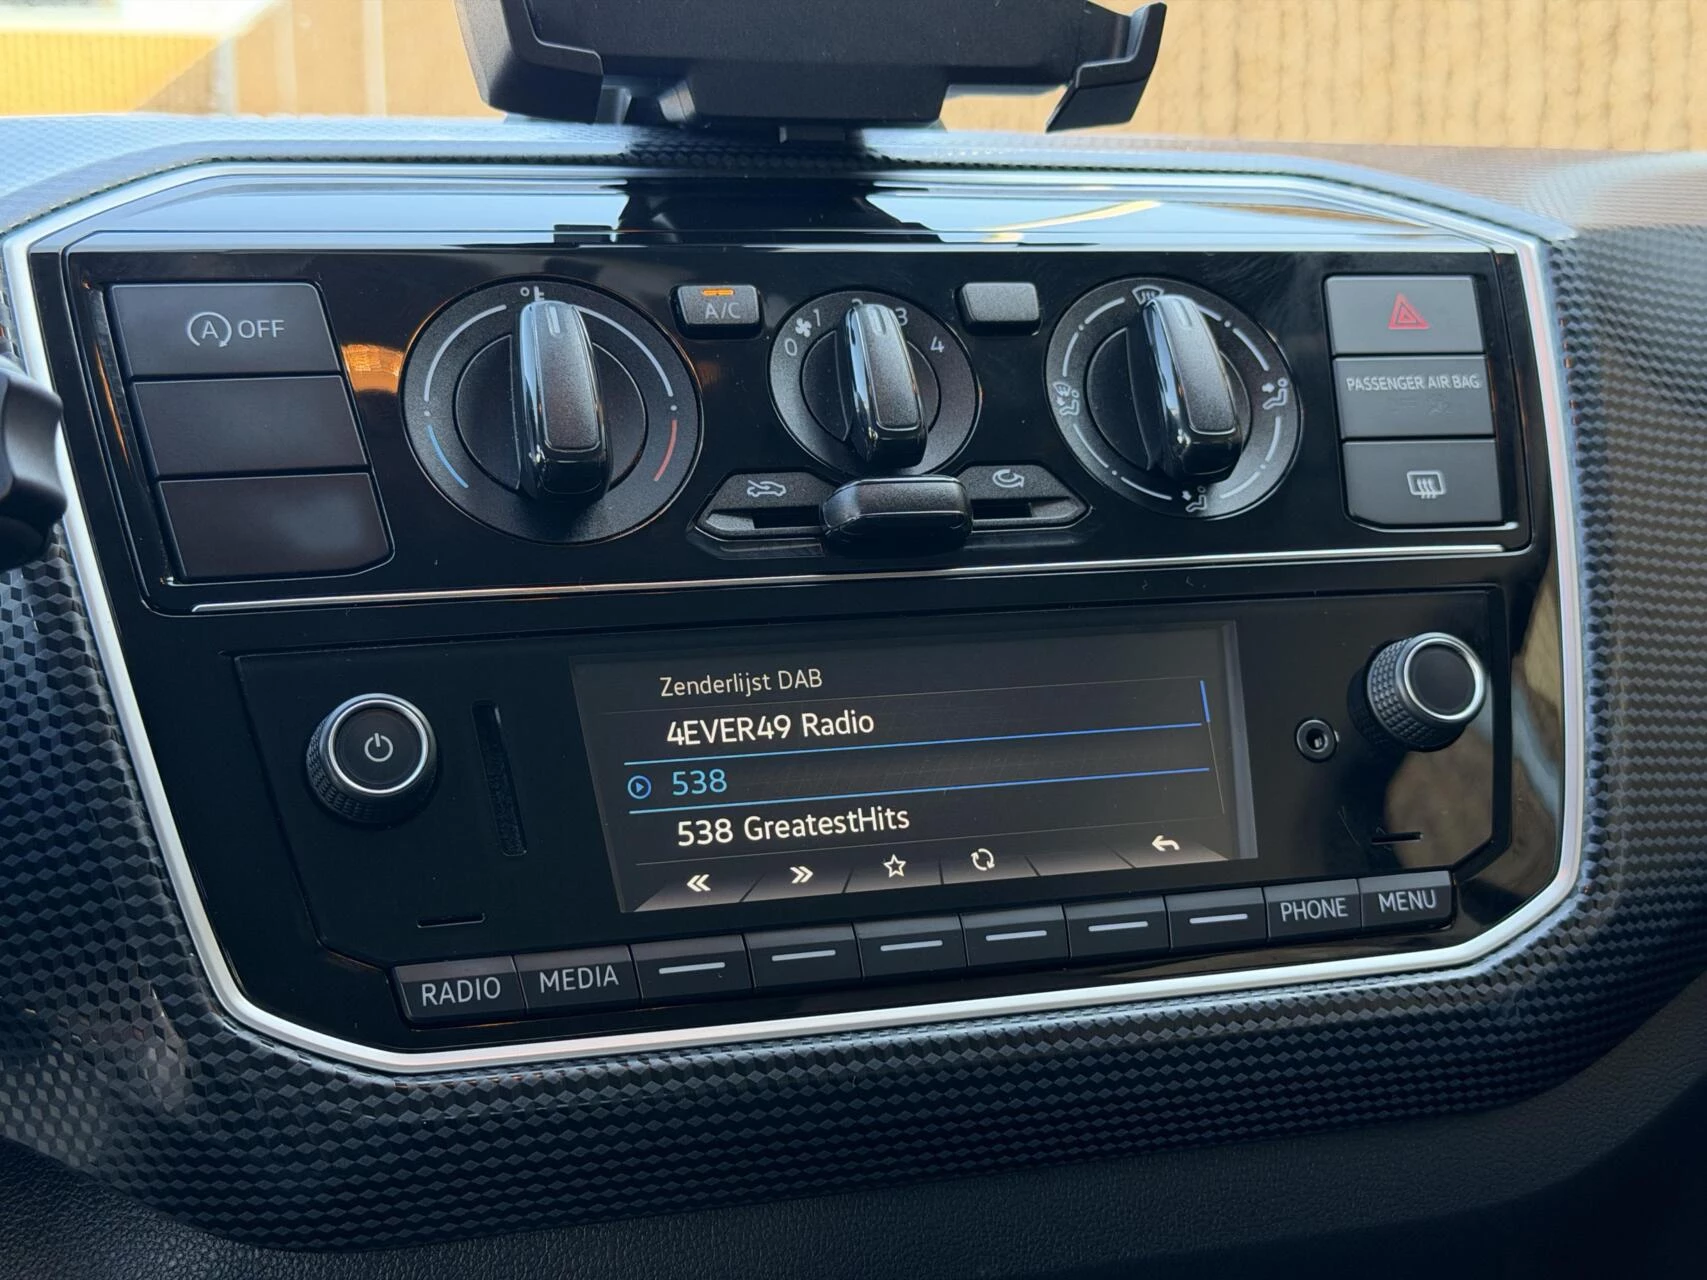 A OFF
A/C
0 1 2 3 4
PASSENGER AIR BAG
Zenderlijst DAB
4EVER49 Radio
538
538 GreatestHits
RADIO MEDIA PHONE MENU